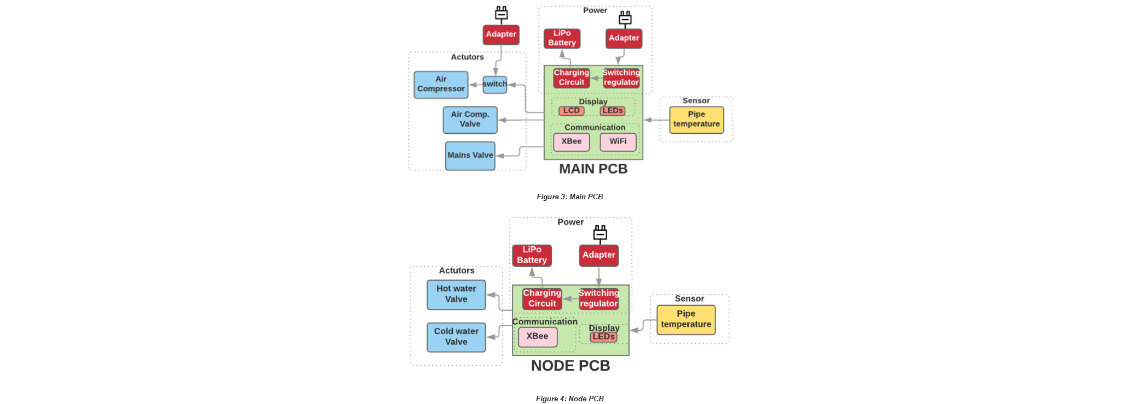 Power
Adapter
LiPo
Battery
Adapter
Actutors
Air
Compressor
switch
Charging
Circuit
Switching
regulator
Display
LCD
LEDs
Sensor
Pipe
temperature
Air Comp.
Valve
Communication
XBee
WiFi
Mains Valve
MAIN PCB
Figure 3: Main PCB
Power
LiPo
Battery
Adapter
Actutors
Hot water
Valve
Charging
Circuit
Switching
regulator
Sensor
Pipe
temperature
Communication
XBee
Display
LEDs
Cold water
Valve
NODE PCB
Figure 4: Node PCB